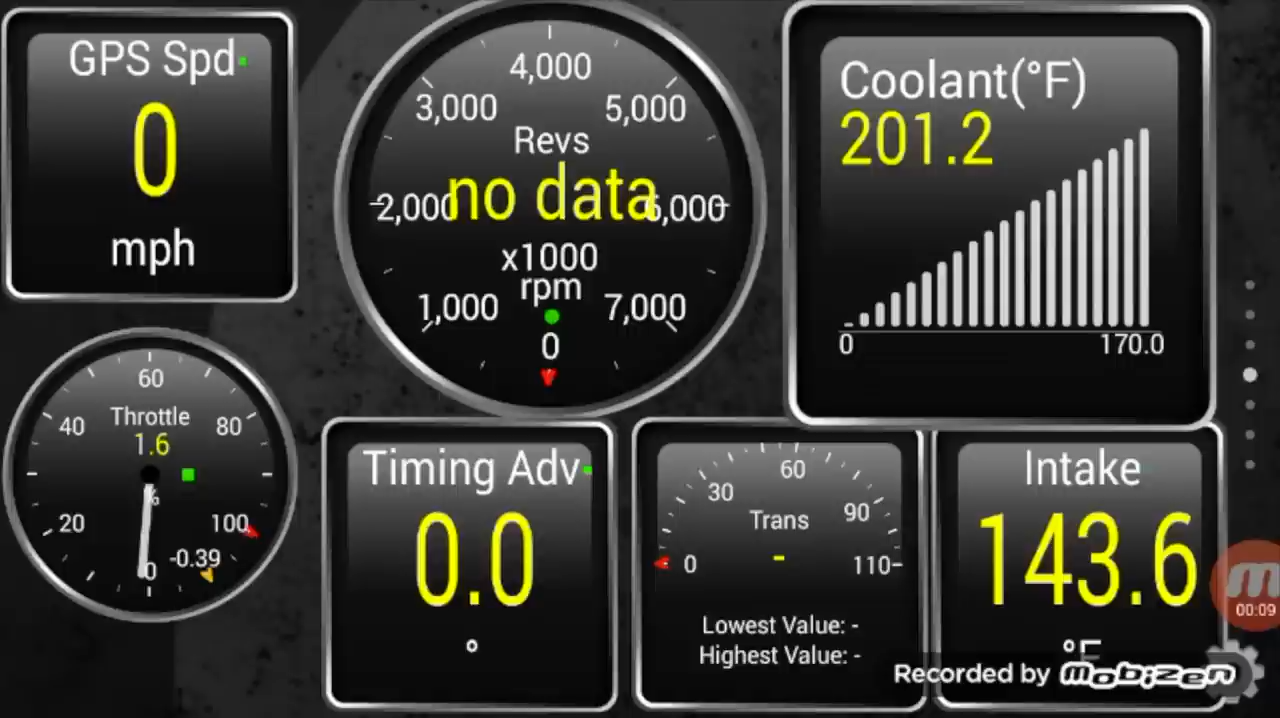 GPS Spd
0
mph
4,000
3,000
5,000
Revs
no data
2,000
6,000
x1000
rpm
1,000
7,000
0
Coolant(°F)
201.2
0
170.0
60
Throttle
40
80
1.6
%
20
100
-0.39
0
Timing Adv
0.0
°
60
30
Trans
90
-
0
110
Lowest Value: -
Highest Value: -
Intake
143.6
°F
00:09
Recorded by Mobizen